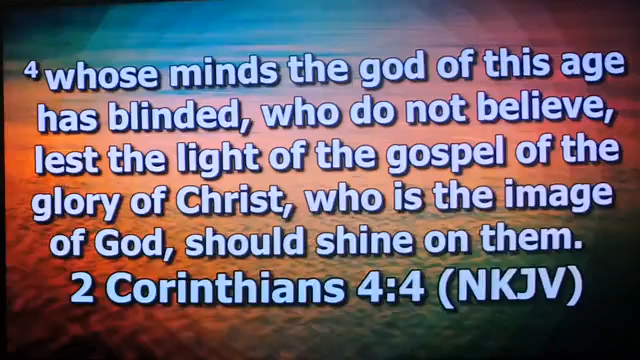 4 whose minds the god of this age
has blinded, who do not believe,
lest the light of the gospel of the
glory of Christ, who is the image
of God, should shine on them.
2 Corinthians 4:4 (NKJV)